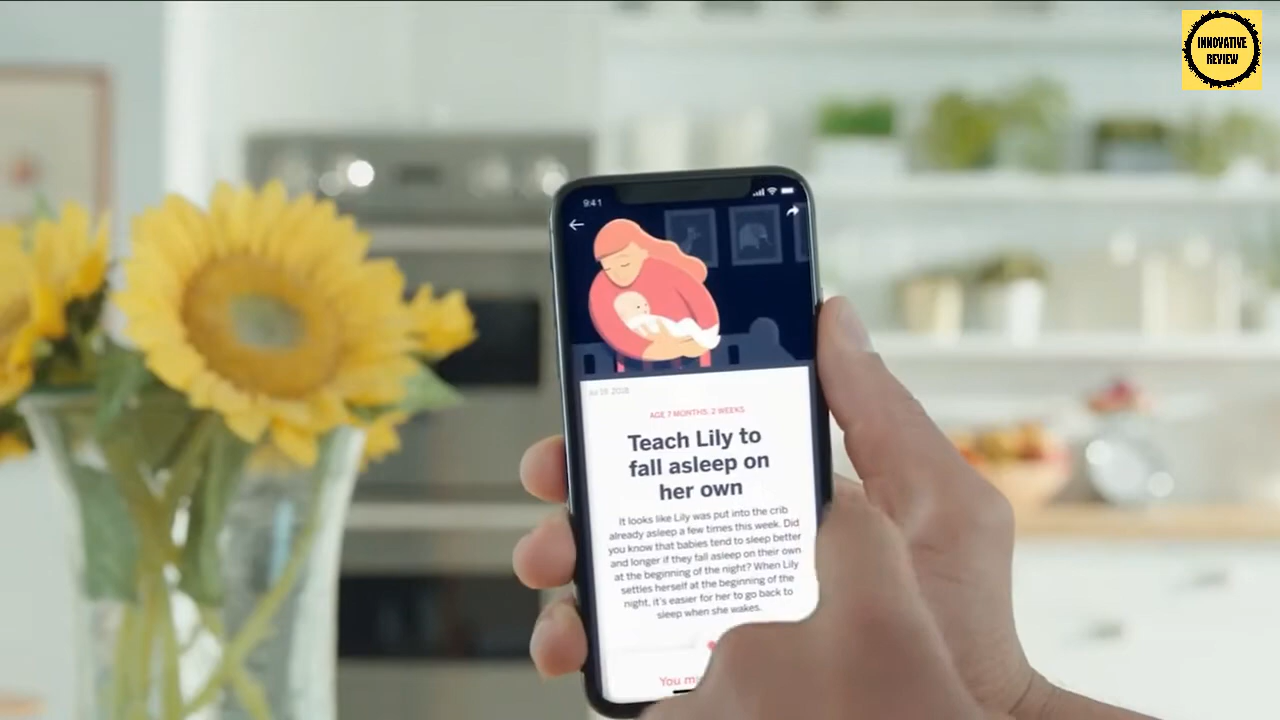 INNOVATIVE
REVIEW
9:41
Jul 19, 2018
AGE 7 MONTHS, 2 WEEKS
Teach Lily to
fall asleep on
her own
It looks like Lily was put into the crib
already asleep a few times this week. Did
you know that babies tend to sleep better
and longer if they fall asleep on their own
at the beginning of the night? When Lily
settles herself at the beginning of the
night, it's easier for her to go back to
sleep when she wakes.
You